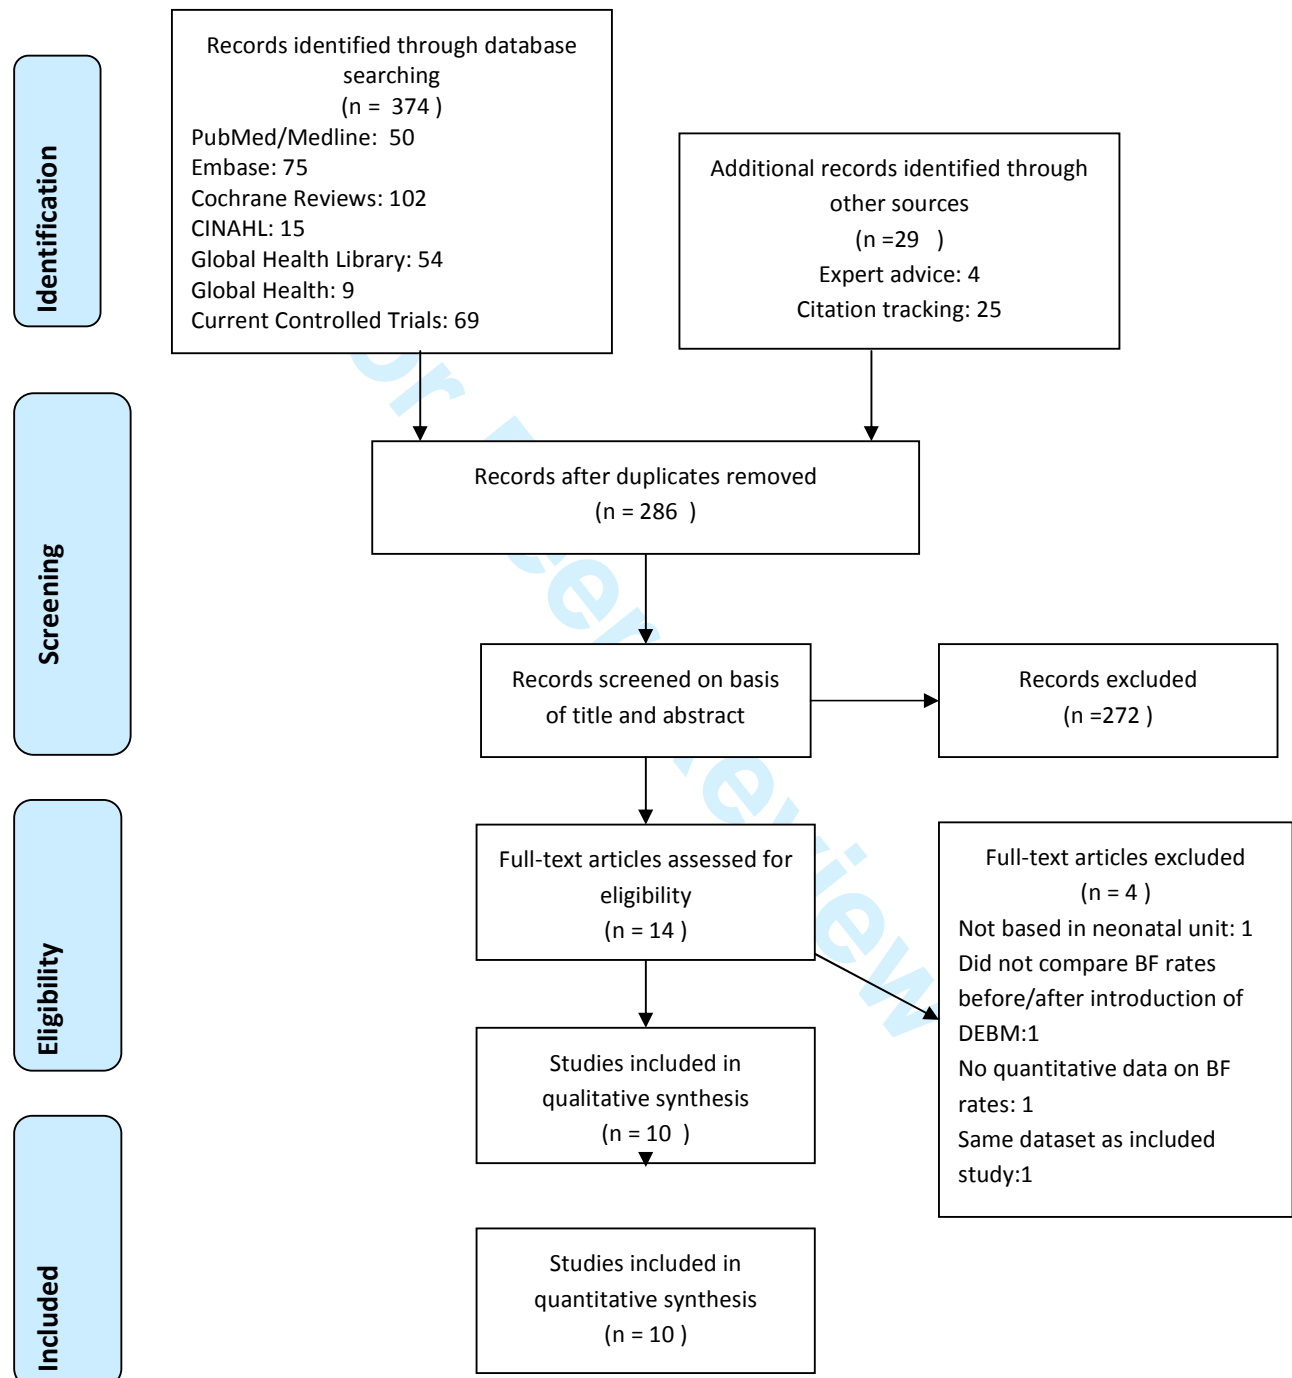 Identification
Records identified through database
searching
(n = 374 )
PubMed/Medline: 50
Embase: 75
Cochrane Reviews: 102
CINAHL: 15
Global Health Library: 54
Global Health: 9
Current Controlled Trials: 69
Additional records identified through
other sources
(n =29 )
Expert advice: 4
Citation tracking: 25
Screening
Records after duplicates removed
(n = 286 )
Records screened on basis
of title and abstract
Records excluded
(n =272 )
Eligibility
Full-text articles assessed for
eligibility
(n = 14 )
Full-text articles excluded
(n = 4 )
Not based in neonatal unit: 1
Did not compare BF rates
before/after introduction of
DEBM:1
No quantitative data on BF
rates: 1
Same dataset as included
study:1
Studies included in
qualitative synthesis
(n = 10 )
Included
Studies included in
quantitative synthesis
(n = 10 )